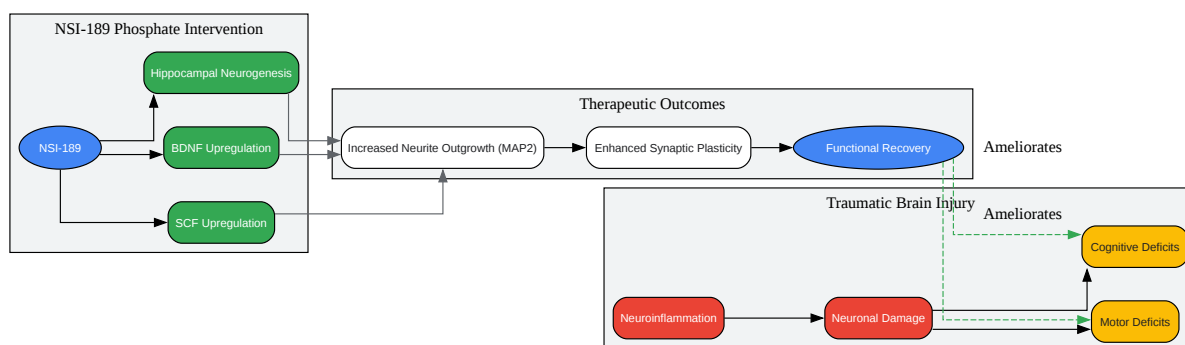 NSI-189 Phosphate Intervention
Hippocampal Neurogenesis
NSI-189
BDNF Upregulation
SCF Upregulation
Therapeutic Outcomes
Increased Neurite Outgrowth (MAP2)
Enhanced Synaptic Plasticity
Functional Recovery
Ameliorates
Traumatic Brain Injury
Ameliorates
Cognitive Deficits
Neuroinflammation
Neuronal Damage
Motor Deficits